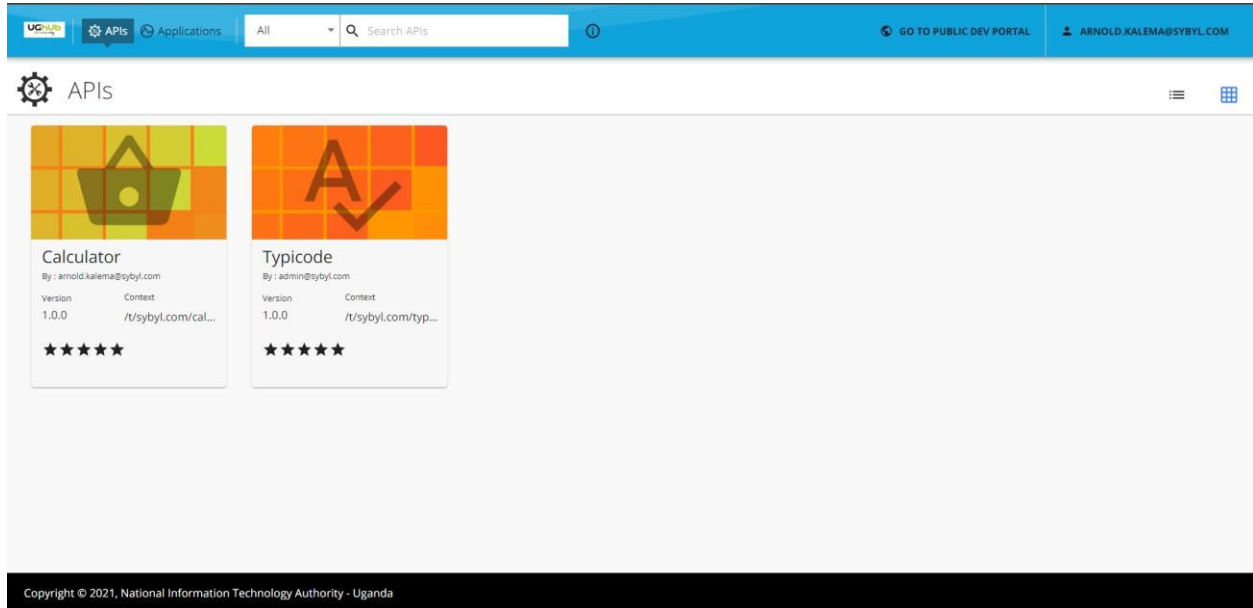 UGhub
APIs
Applications
All
Search APIs
GO TO PUBLIC DEV PORTAL
ARNOLD.KALEMA@SYBYL.COM
APIs
Calculator
By : arnold.kalema@sybyl.com
Version Context
1.0.0 /t/sybyl.com/cal...
Typicode
By : admin@sybyl.com
Version Context
1.0.0 /t/sybyl.com/typ...
Copyright © 2021, National Information Technology Authority - Uganda